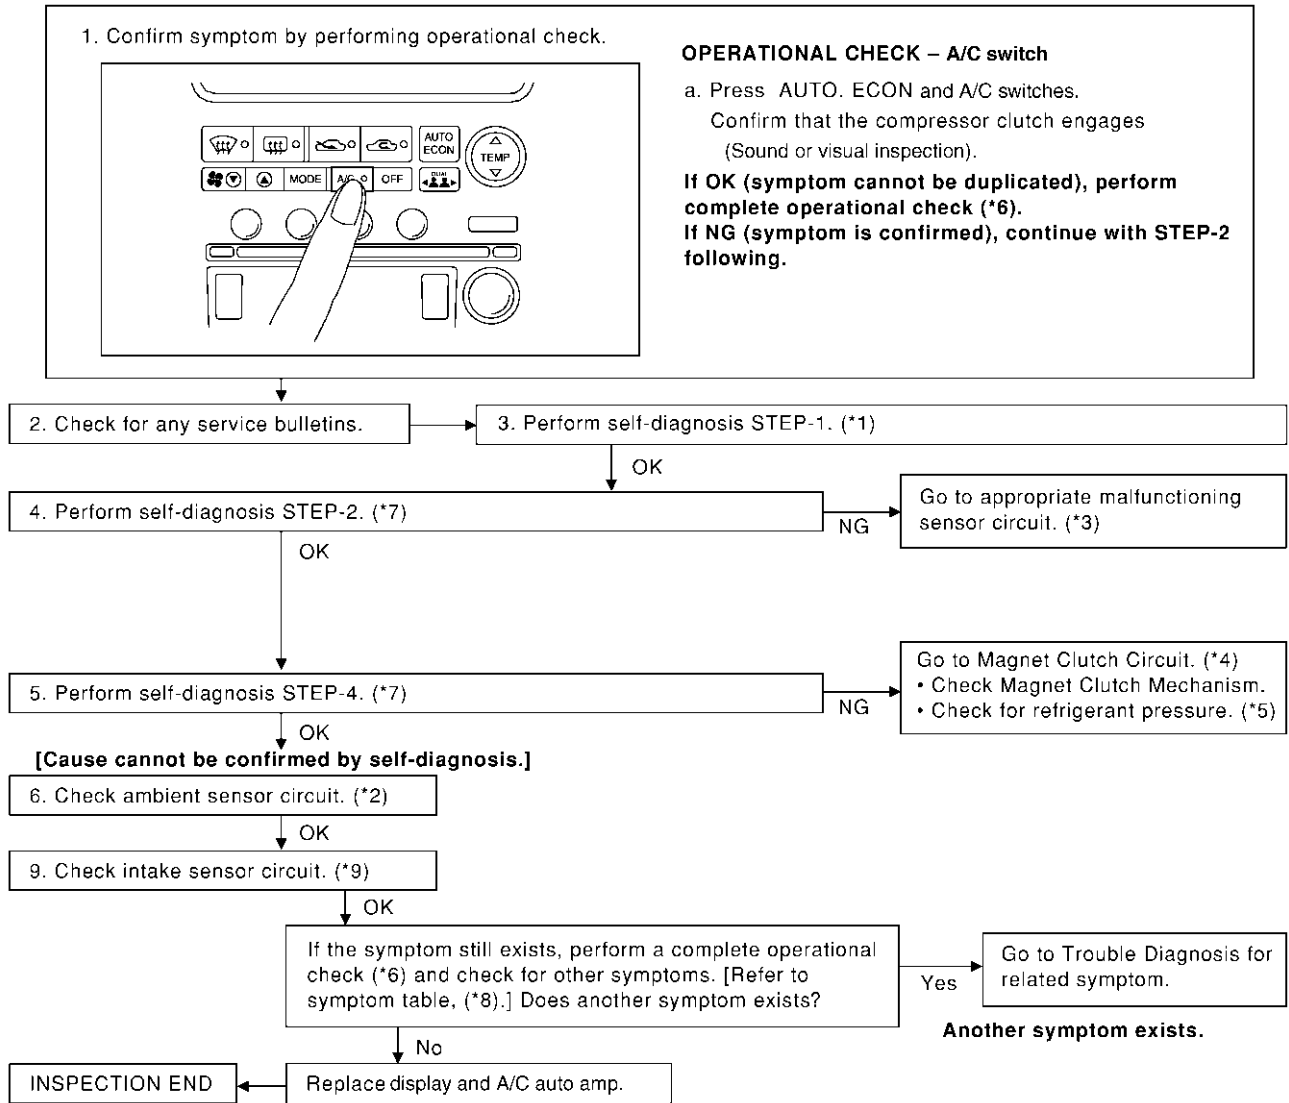 1. Confirm symptom by performing operational check.
AUTO
ECON
TEMP
MODE
A/C
OFF
DUAL
OPERATIONAL CHECK – A/C switch
a. Press AUTO. ECON and A/C switches.
Confirm that the compressor clutch engages
(Sound or visual inspection).
If OK (symptom cannot be duplicated), perform
complete operational check (*6).
If NG (symptom is confirmed), continue with STEP-2
following.
2. Check for any service bulletins.
3. Perform self-diagnosis STEP-1. (*1)
OK
4. Perform self-diagnosis STEP-2. (*7)
NG
Go to appropriate malfunctioning
sensor circuit. (*3)
OK
5. Perform self-diagnosis STEP-4. (*7)
NG
Go to Magnet Clutch Circuit. (*4)
• Check Magnet Clutch Mechanism.
• Check for refrigerant pressure. (*5)
OK
[Cause cannot be confirmed by self-diagnosis.]
6. Check ambient sensor circuit. (*2)
OK
9. Check intake sensor circuit. (*9)
OK
If the symptom still exists, perform a complete operational
check (*6) and check for other symptoms. [Refer to
symptom table, (*8).] Does another symptom exists?
Yes
Go to Trouble Diagnosis for
related symptom.
Another symptom exists.
No
Replace display and A/C auto amp.
INSPECTION END